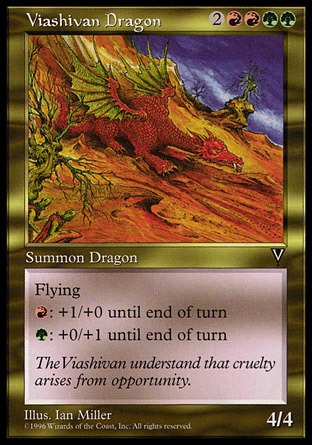 Viashivan Dragon 2
V
Summon Dragon
Flying
: +1/+0 until end of turn
: +0/+1 until end of turn
The Viashivan understand that cruelty
arises from opportunity.
Illus. Ian Miller
©1996 Wizards of the Coast, Inc. All rights reserved.
4/4